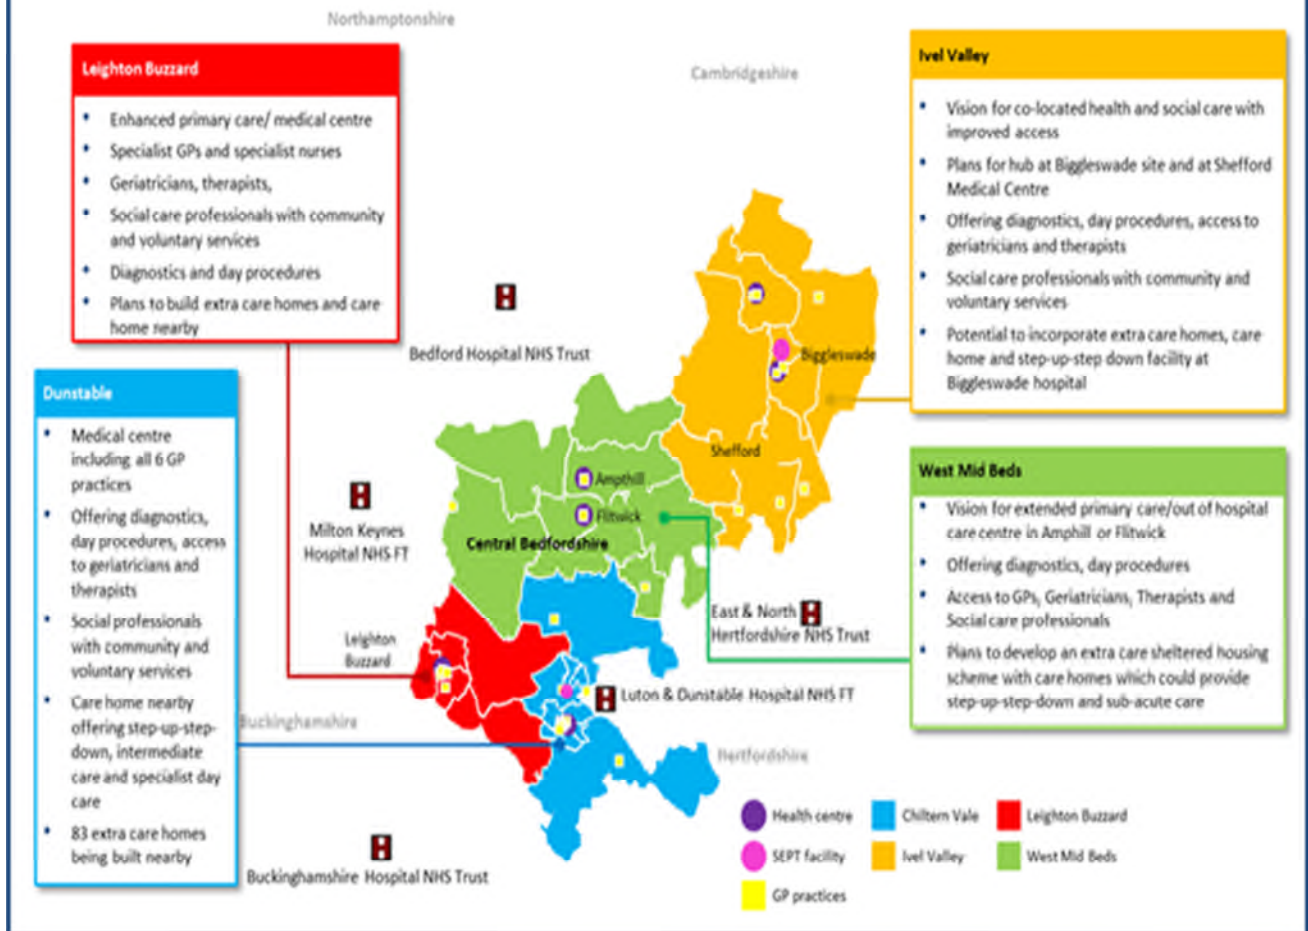 Northamptonshire
Cambridgeshire
Leighton Buzzard
• Enhanced primary care/ medical centre
• Specialist GPs and specialist nurses
• Geriatricians, therapists,
• Social care professionals with community
and voluntary services
• Diagnostics and day procedures
• Plans to build extra care homes and care
home nearby
Ivel Valley
• Vision for co-located health and social care with
improved access
• Plans for hub at Biggleswade site and at Shefford
Medical Centre
• Offering diagnostics, day procedures, access to
geriatricians and therapists
• Social care professionals with community and
voluntary services
• Potential to incorporate extra care homes, care
home and step-up-step down facility at
Biggleswade hospital
Dunstable
• Medical centre
including all 6 GP
practices
• Offering diagnostics,
day procedures, access
to geriatricians and
therapists
• Social professionals
with community and
voluntary services
• Care home nearby
offering step-up-step-
down, intermediate
care and specialist day
care
• 83 extra care homes
being built nearby
West Mid Beds
• Vision for extended primary care/out of hospital
care centre in Amphill or Flitwick
• Offering diagnostics, day procedures
• Access to GPs, Geriatricians, Therapists and
Social care professionals
• Plans to develop an extra care sheltered housing
scheme with care homes which could provide
step-up-step-down and sub-acute care
H
Bedford Hospital NHS Trust
Biggleswade
Shefford
Ampthill
Flitwick
Central Bedfordshire
H
Milton Keynes
Hospital NHS FT
East & North H
Hertfordshire NHS Trust
Leighton
Buzzard
H Luton & Dunstable Hospital NHS FT
Buckinghamshire
Hertfordshire
H
Buckinghamshire Hospital NHS Trust
Health centre
Chiltern Vale
Leighton Buzzard
SEPT facility
Ivel Valley
West Mid Beds
GP practices